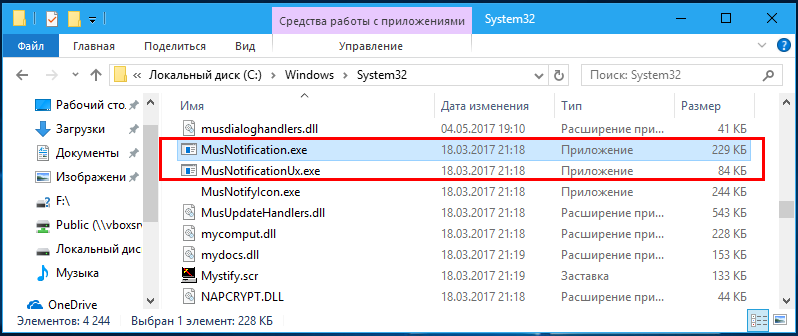 Средства работы с приложениями System32
Файл Главная Поделиться Вид Управление
Локальный диск (C:) Windows System32 Поиск: System32
Имя Дата изменения Тип Размер
Рабочий сто.
Загрузки
Документы
Изображени
F:\
Public (\\vboxsrv
Локальный диск
Музыка
OneDrive
musdialoghandlers.dll 04.05.2017 19:10 Расширение при... 41 КБ
MusNotification.exe 18.03.2017 21:18 Приложение 229 КБ
MusNotificationUx.exe 18.03.2017 21:18 Приложение 84 КБ
MusNotifyIcon.exe 18.03.2017 21:18 Приложение 244 КБ
MusUpdateHandlers.dll 18.03.2017 21:18 Расширение при... 543 КБ
mycomput.dll 18.03.2017 21:18 Расширение при... 228 КБ
mydocs.dll 18.03.2017 21:19 Расширение при... 153 КБ
Mystify.scr 18.03.2017 21:19 Заставка 133 КБ
NAPCRYPT.DLL 18.03.2017 21:18 Расширение при... 49 КБ
Элементов: 4 244 Выбран 1 элемент: 228 КБ